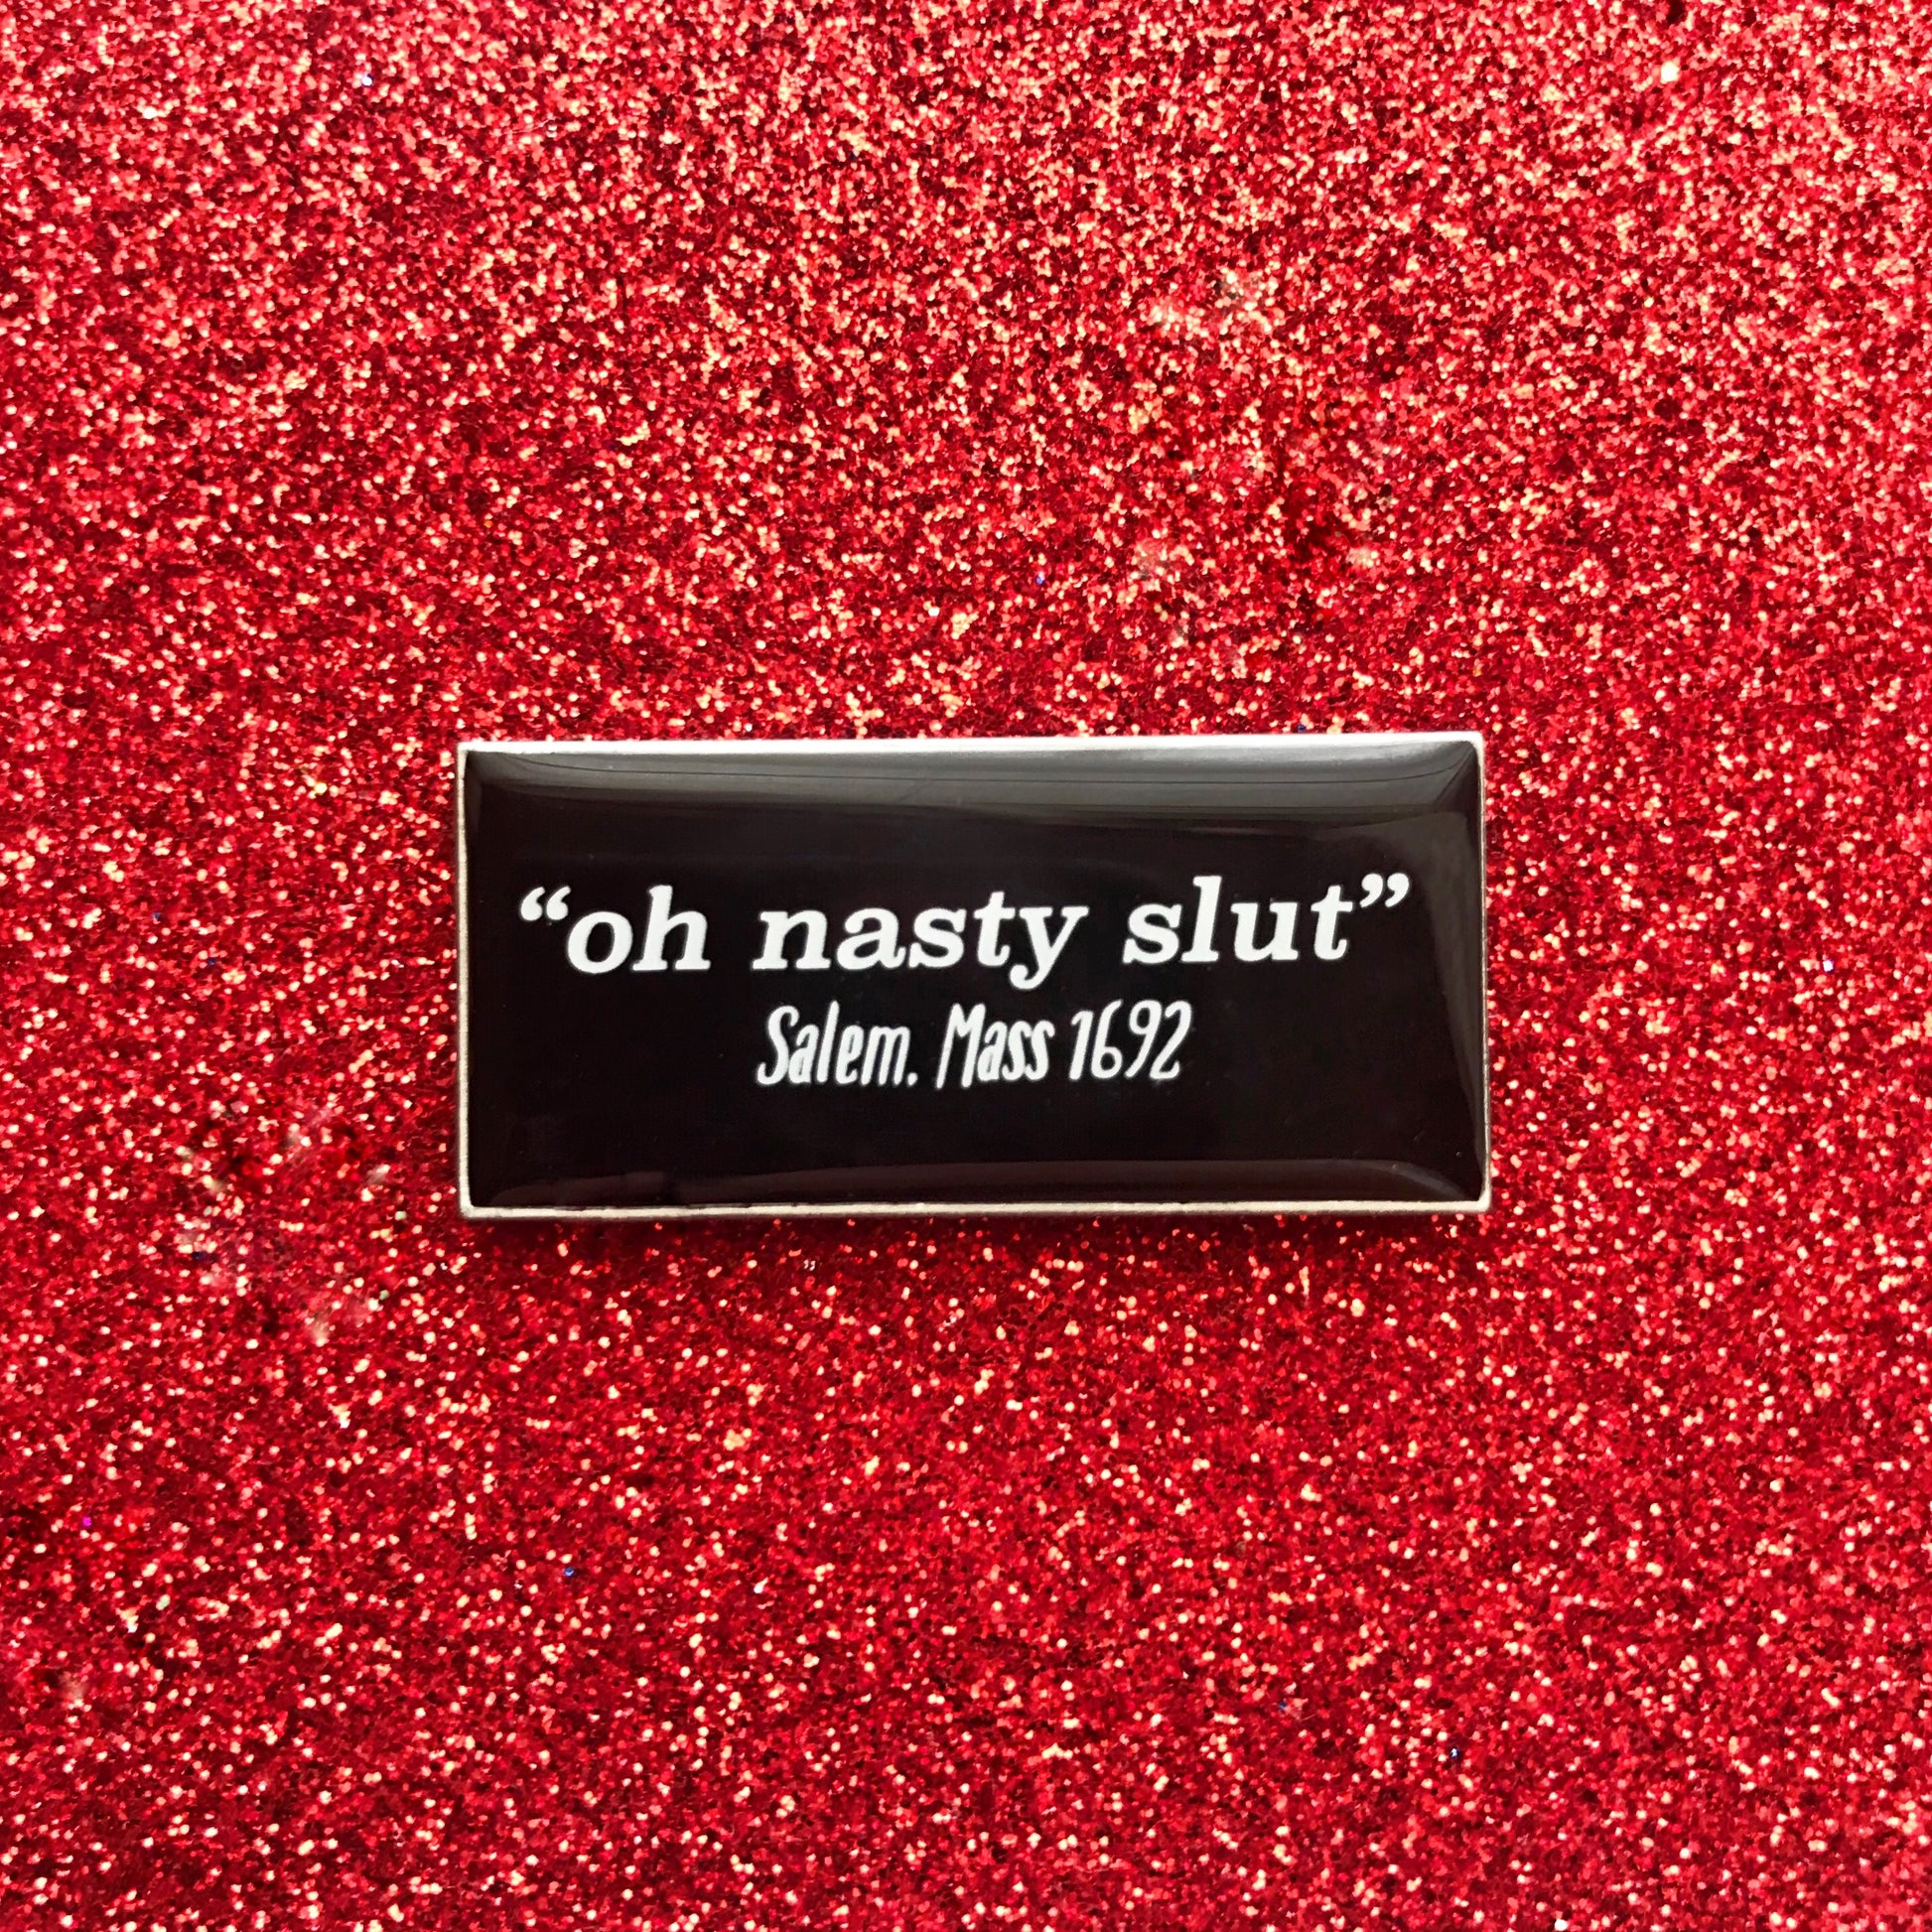 “oh nasty slut”
Salem. Mass 1692